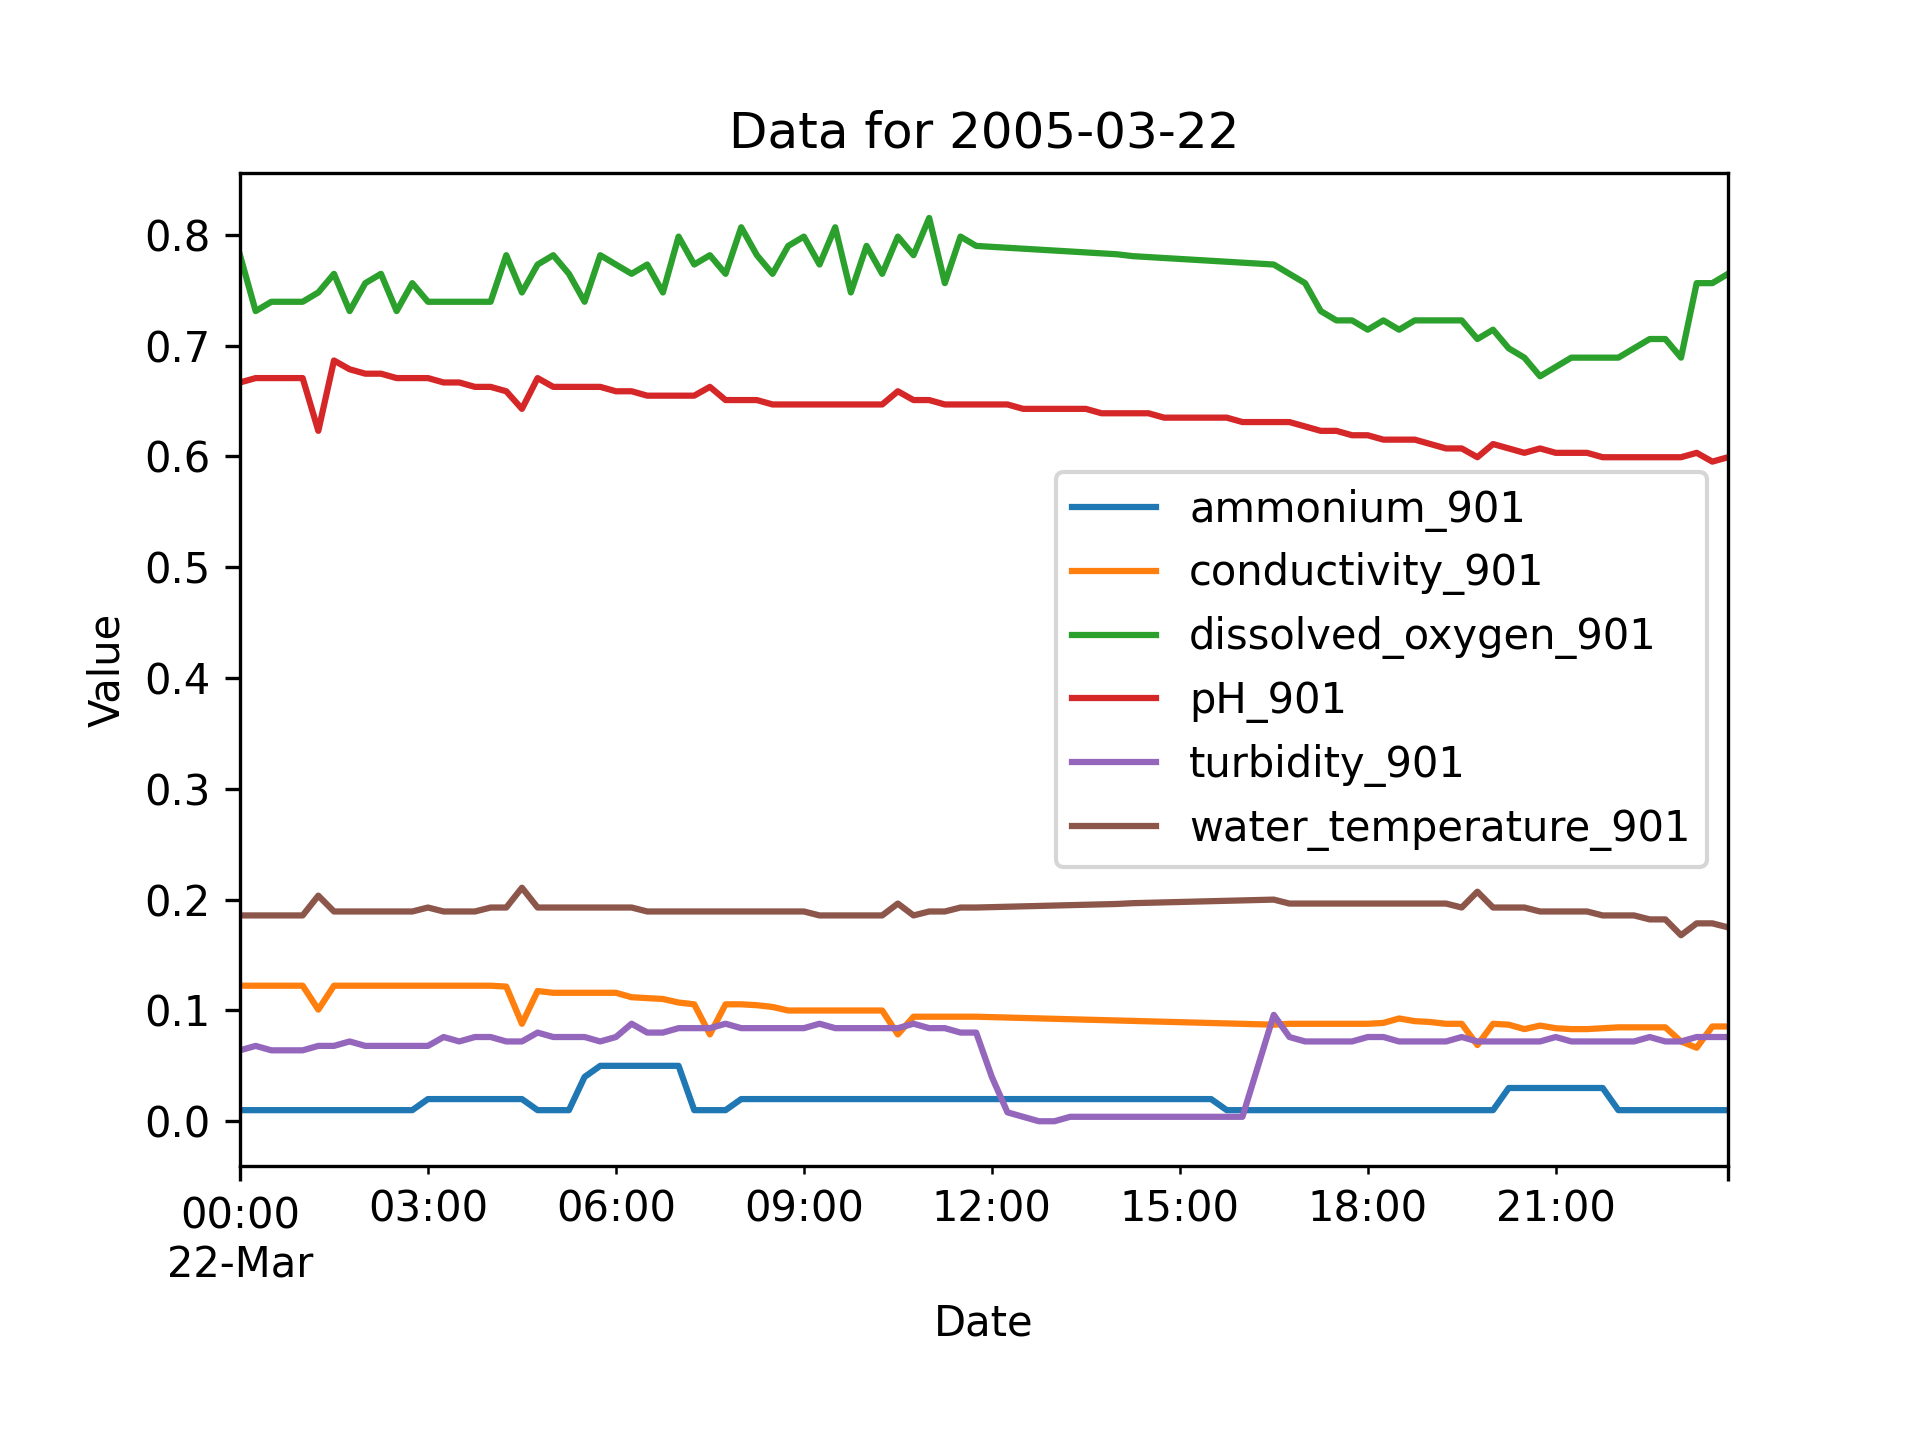 Data for 2005-03-22
Value
0.8
0.7
0.6
0.5
0.4
0.3
0.2
0.1
0.0
ammonium_901
conductivity_901
dissolved_oxygen_901
pH_901
turbidity_901
water_temperature_901
00:00 03:00 06:00 09:00 12:00 15:00 18:00 21:00
22-Mar
Date